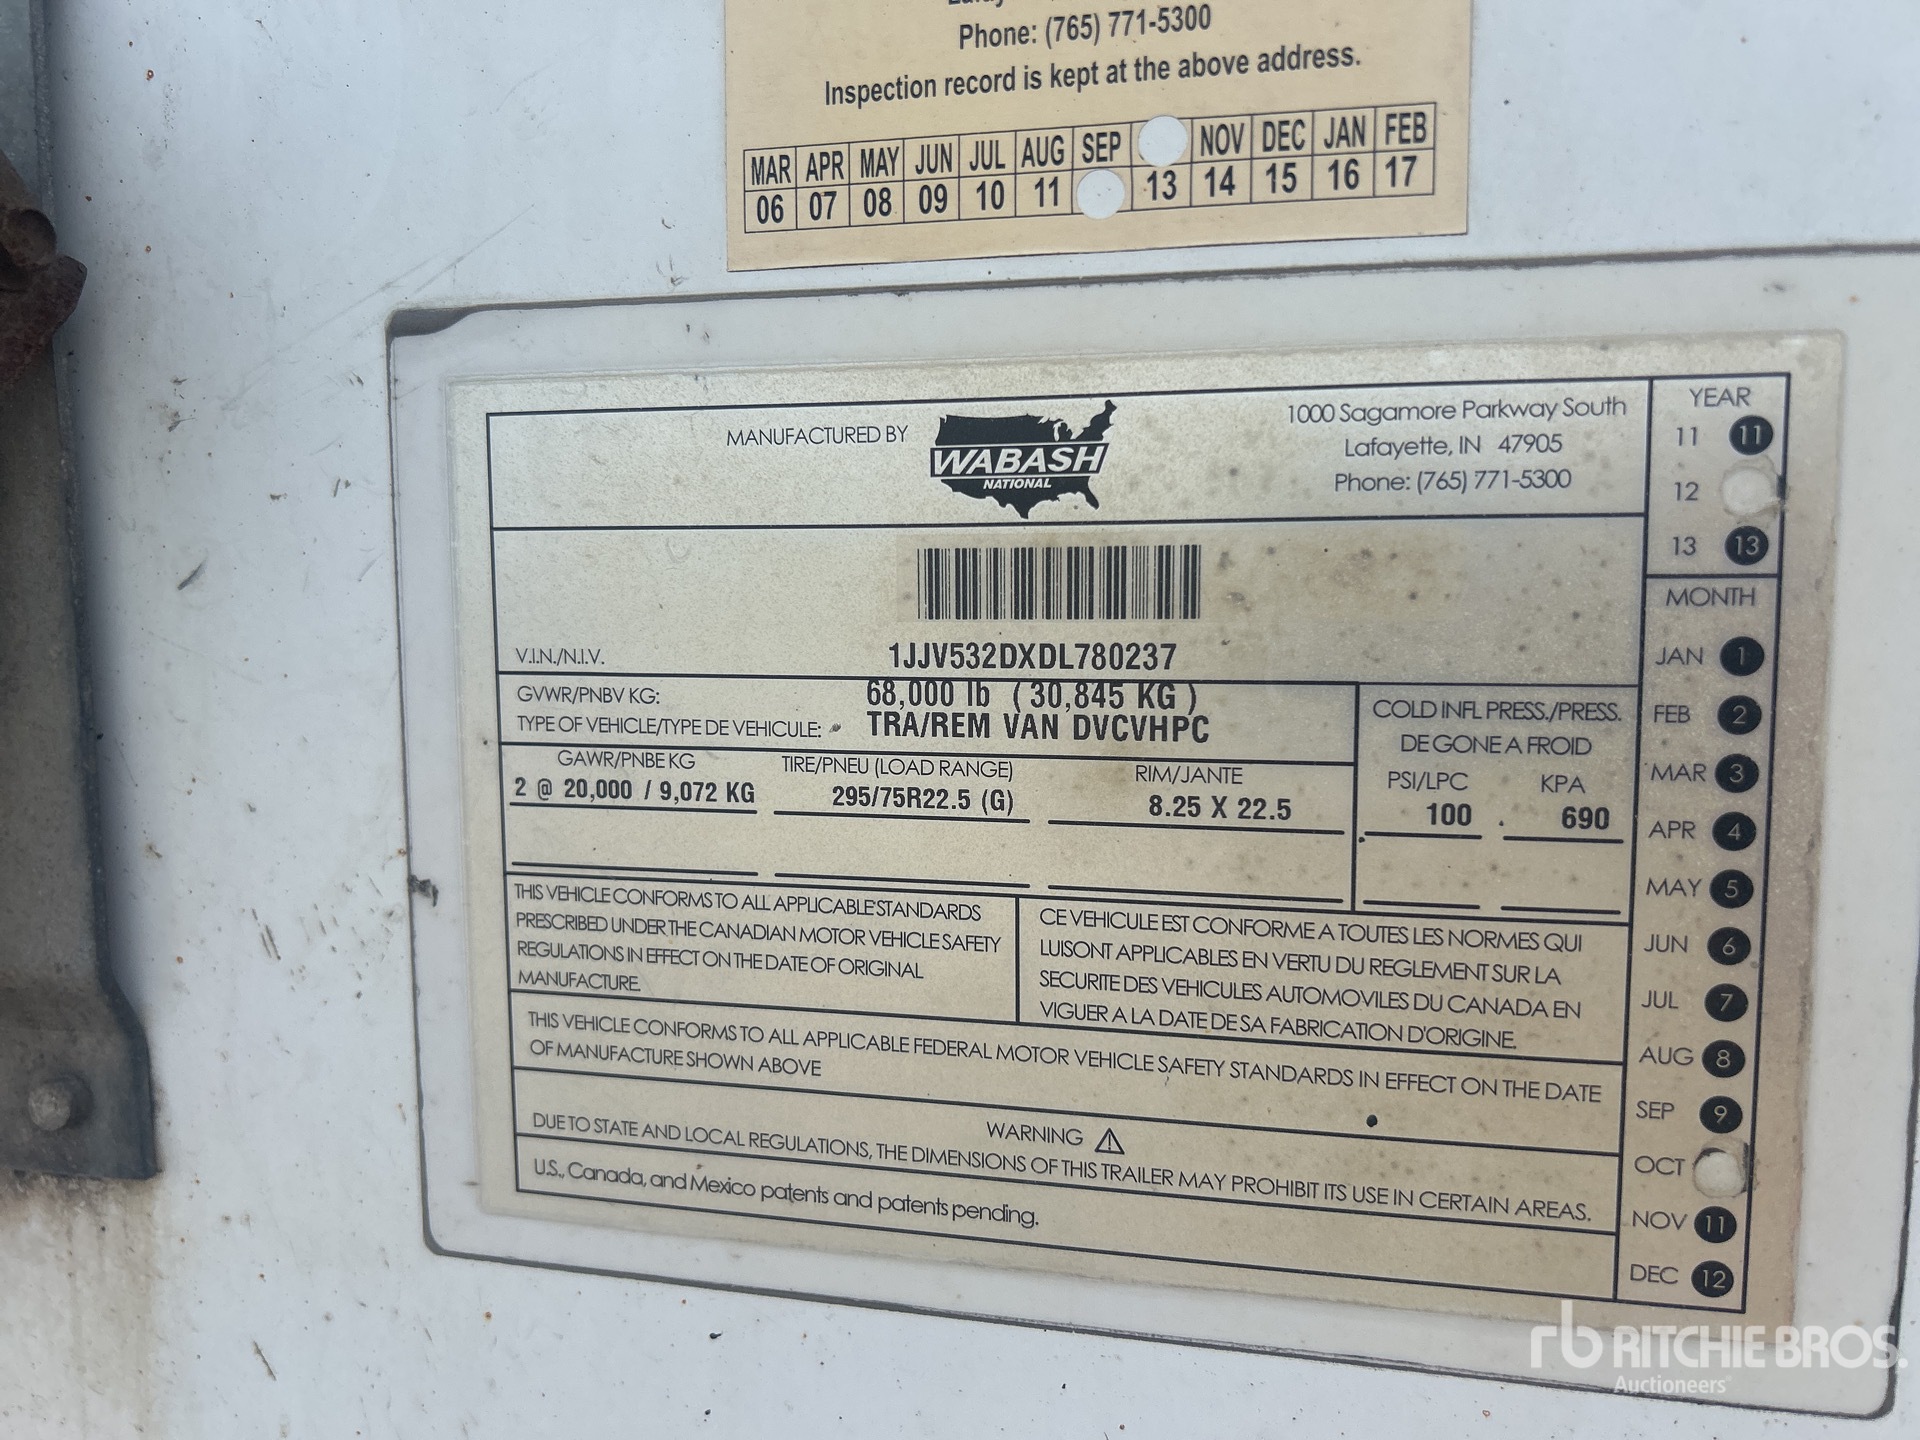 Phone: (765) 771-5300
Inspection record is kept at the above address.
MAR APR MAY JUN JUL AUG SEP NOV DEC JAN FEB
06 07 08 09 10 11 13 14 15 16 17
MANUFACTURED BY
WABASH
NATIONAL
1000 Sagamore Parkway South
Lafayette, IN 47905
Phone: (765) 771-5300
YEAR
11 11
12
13 13
V.I.N./N.I.V.
1JJV532DXDL780237
GVWR/PNBV KG:
68,000 lb (30,845 KG)
TYPE OF VEHICLE/TYPE DE VEHICULE:
TRA/REM VAN DVCVHPC
COLD INFL PRESS./PRESS.
DE GONE A FROID
GAWR/PNBE KG
TIRE/PNEU (LOAD RANGE)
RIM/JANTE
PSI/LPC
KPA
2 @ 20,000 / 9,072 KG
295/75R22.5 (G)
8.25 X 22.5
100
690
THIS VEHICLE CONFORMS TO ALL APPLICABLE STANDARDS
PRESCRIBED UNDER THE CANADIAN MOTOR VEHICLE SAFETY
REGULATIONS IN EFFECT ON THE DATE OF ORIGINAL
MANUFACTURE.
CE VEHICULE EST CONFORME A TOUTES LES NORMES QUI
LUISONT APPLICABLES EN VERTU DU REGLEMENT SUR LA
SECURITE DES VEHICULES AUTOMOVILES DU CANADA EN
VIGUER A LA DATE DE SA FABRICATION D'ORIGINE.
THIS VEHICLE CONFORMS TO ALL APPLICABLE FEDERAL MOTOR VEHICLE SAFETY STANDARDS IN EFFECT ON THE DATE
OF MANUFACTURE SHOWN ABOVE
WARNING
DUE TO STATE AND LOCAL REGULATIONS, THE DIMENSIONS OF THIS TRAILER MAY PROHIBIT ITS USE IN CERTAIN AREAS.
U.S., Canada, and Mexico patents and patents pending.
MONTH
JAN 1
FEB 2
MAR 3
APR 4
MAY 5
JUN 6
JUL 7
AUG 8
SEP 9
OCT
NOV 11
DEC 12
rb RITCHIE BROS.
Auctioneers